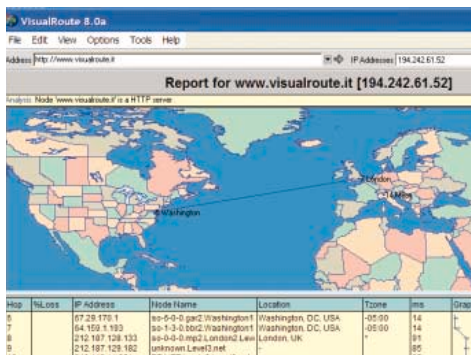 VisualRoute 8.0a
File Edit View Options Tools Help
Address http://www.visualroute.it IP Addresses 194.242.61.52
Report for www.visualroute.it [194.242.61.52]
Analysis: Node 'www.visualroute.it' is a HTTP server
London
Washington
Hop %Loss IP Address Node Name Location Tzone ms Grap
6 67.29.170.1 so-6-0-0.gar2.Washington1 Washington, DC, USA -05:00 14
7 64.159.1.193 so-1-3-0.bbr2.Washington1 Washington, DC, USA -05:00 14
8 212.187.128.133 so-0-0-0.mp2.London2.Leve London, UK * 91
9 212.187.129.182 unknown.Level3.net - 85